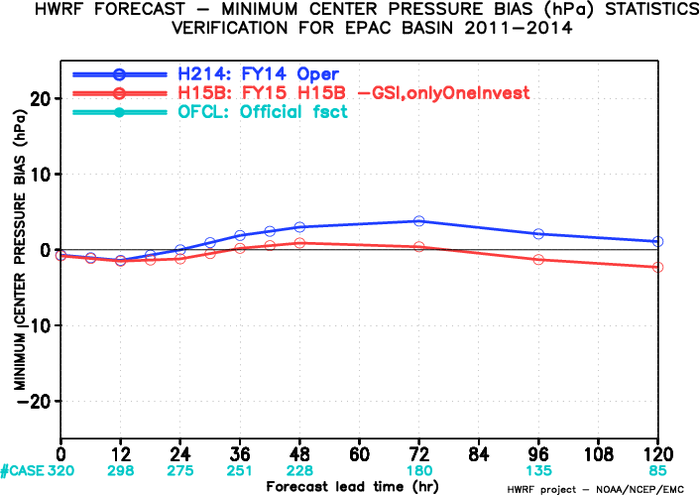 HWRF FORECAST − MINIMUM CENTER PRESSURE BIAS (hPa) STATISTICS
VERIFICATION FOR EPAC BASIN 2011−2014
H214: FY14 Oper
H15B: FY15 H15B −GSI,onlyOneInvest
OFCL: Official fsct
MINIMUM CENTER PRESSURE BIAS (hPa)
20
10
0
−10
−20
0 12 24 36 48 60 72 84 96 108 120
#CASE 320 298 275 251 228 180 135 85
Forecast lead time (hr)
HWRF project − NOAA/NCEP/EMC